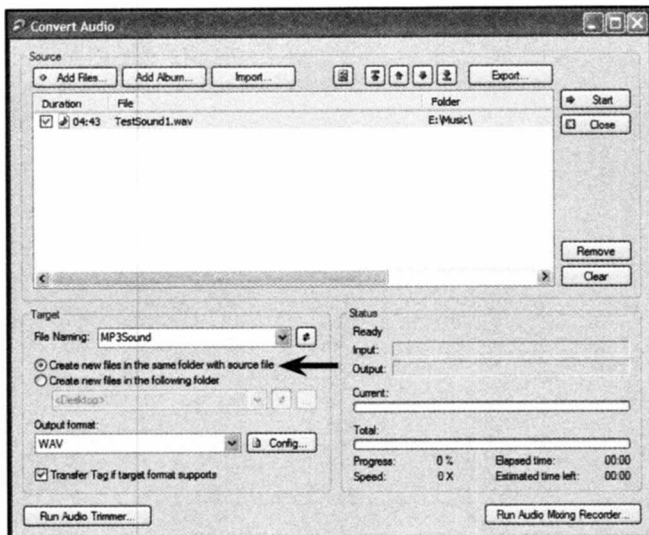 Convert Audio
Source
Add Files... Add Album... Import... Export...
Duration File Folder
04:43 TestSound1.wav E:\Music\
Start
Close
Remove
Clear
Target
File Naming: MP3Sound
Create new files in the same folder with source file
Create new files in the following folder
<Desktop> ...
Output format:
WAV Config...
Transfer Tag if target format supports
Status
Ready
Input:
Output:
Current:
Total:
Progress: 0 % Elapsed time: 00:00
Speed: 0 X Estimated time left: 00:00
Run Audio Trimmer... Run Audio Mixing Recorder...